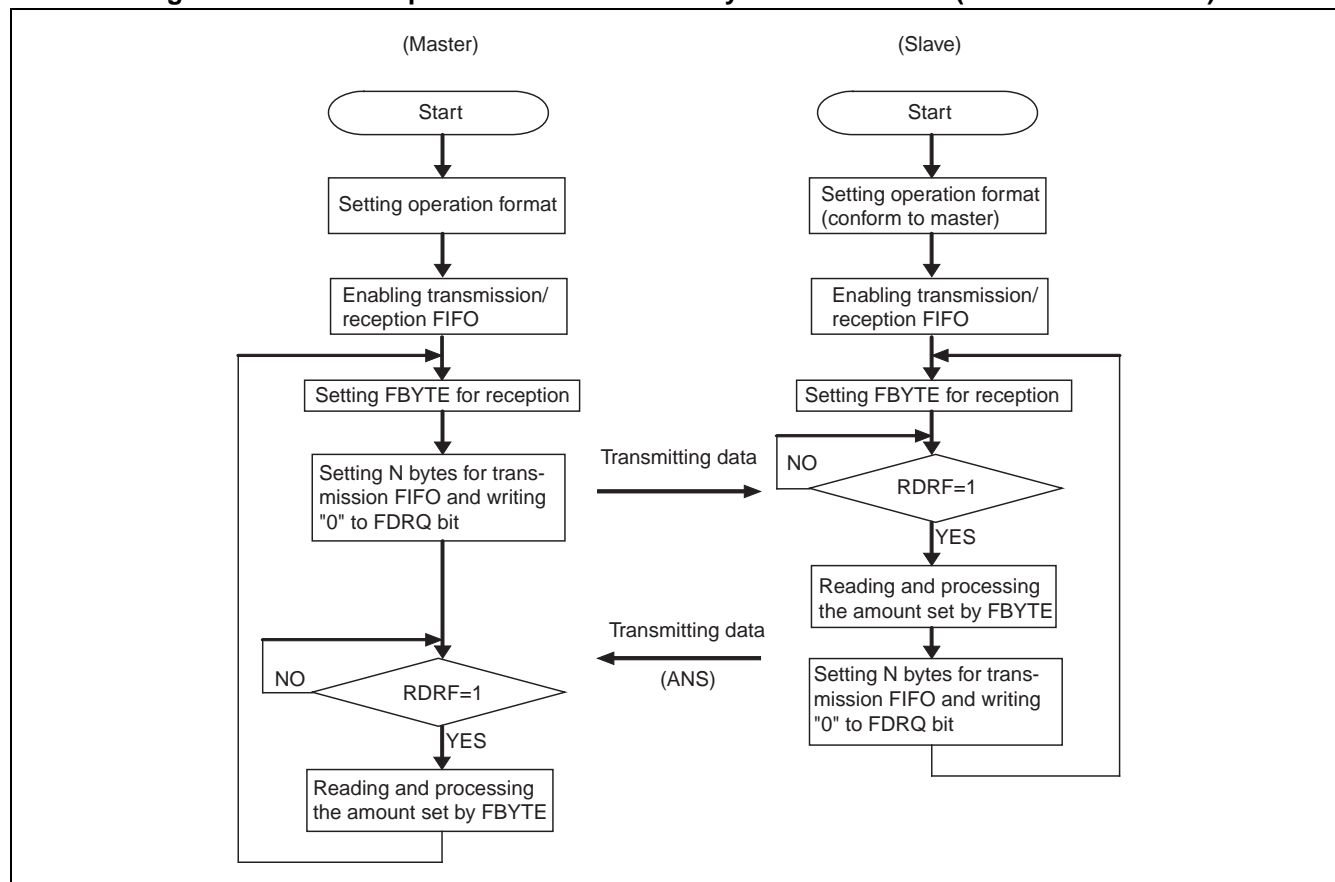 (Master)
Start
Setting operation format
Enabling transmission/
reception FIFO
Setting FBYTE for reception
Setting N bytes for trans-
mission FIFO and writing
"0" to FDRQ bit
NO
RDRF=1
YES
Reading and processing
the amount set by FBYTE
Transmitting data
Transmitting data
(ANS)
(Slave)
Start
Setting operation format
(conform to master)
Enabling transmission/
reception FIFO
Setting FBYTE for reception
NO
RDRF=1
YES
Reading and processing
the amount set by FBYTE
Setting N bytes for trans-
mission FIFO and writing
"0" to FDRQ bit